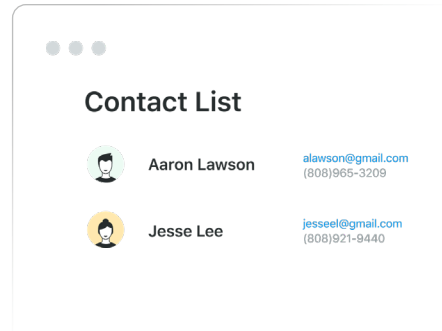 Contact List
Aaron Lawson
alawson@gmail.com
(808)965-3209
Jesse Lee
jesseel@gmail.com
(808)921-9440